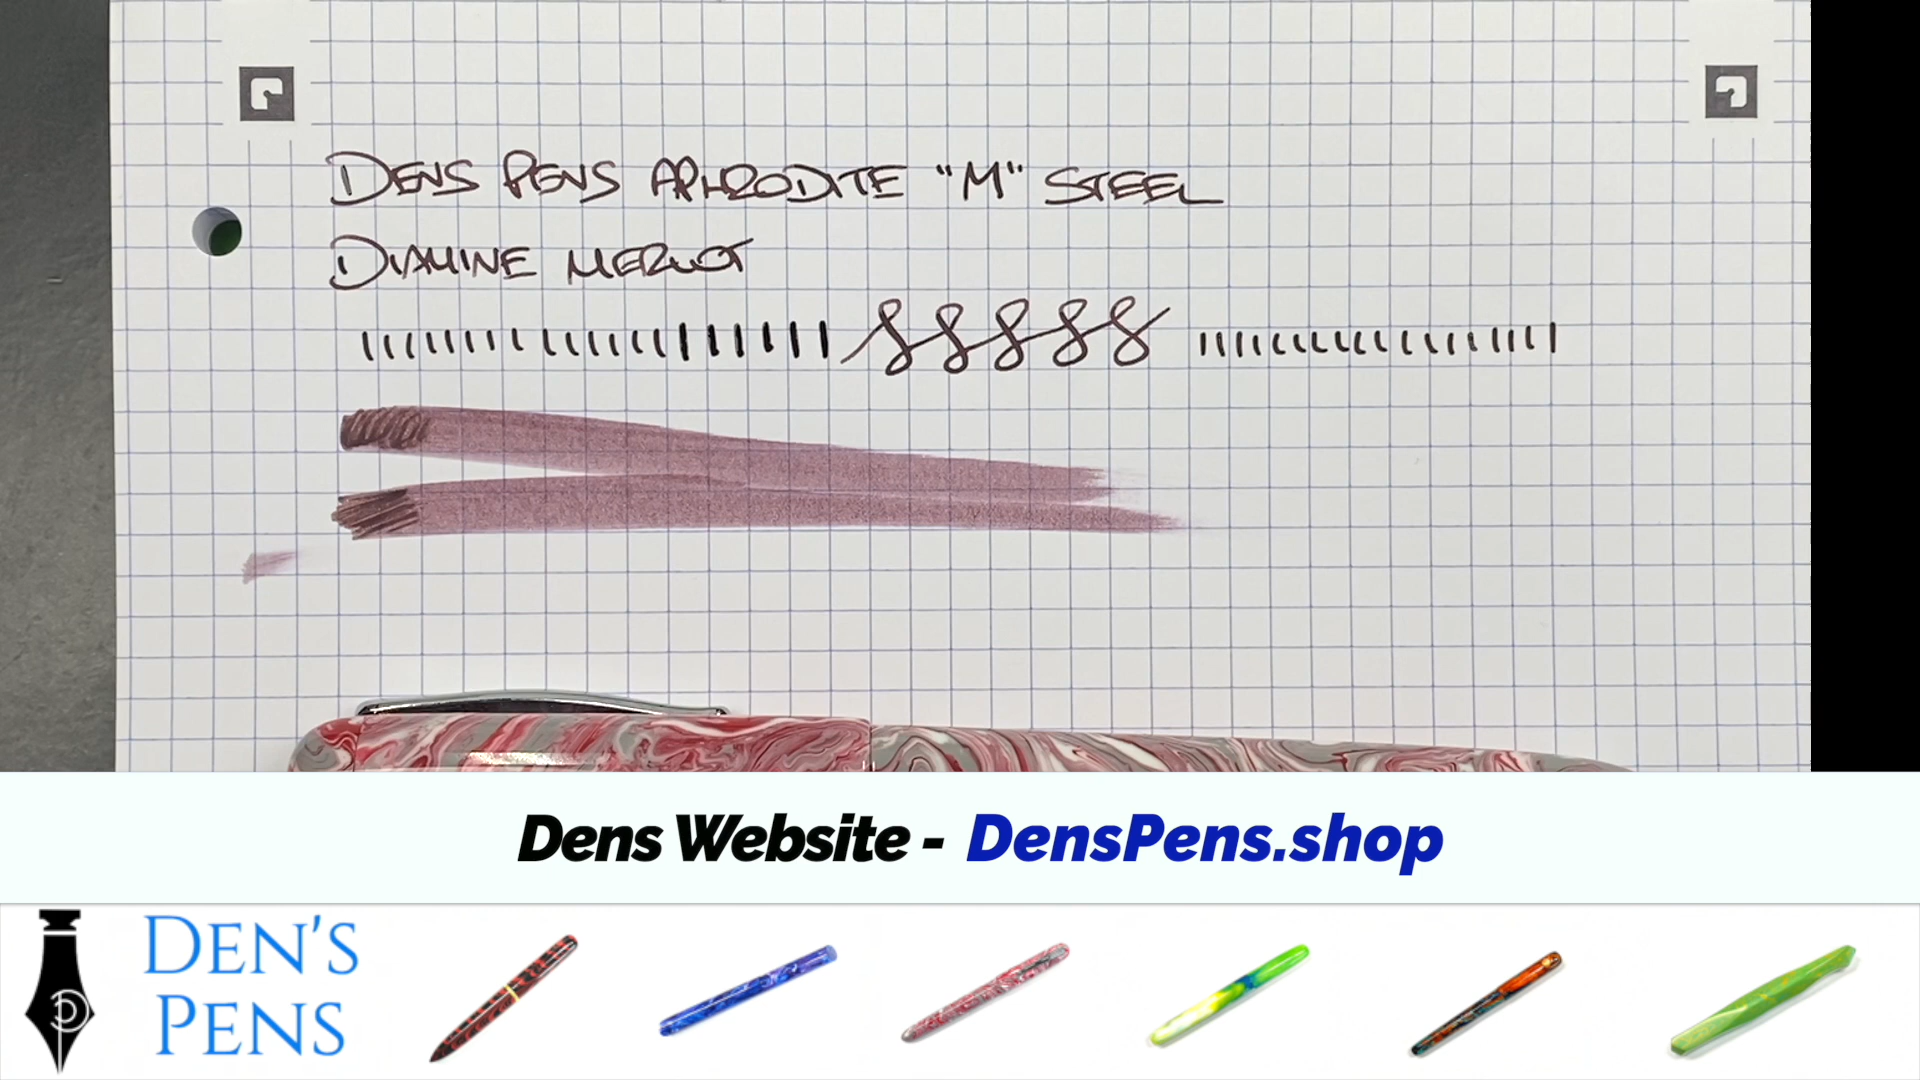 DENS PENS APHRODITE "M" STEEL
DIAMINE MERLOT
Dens Website - DensPens.shop
DEN'S
PENS